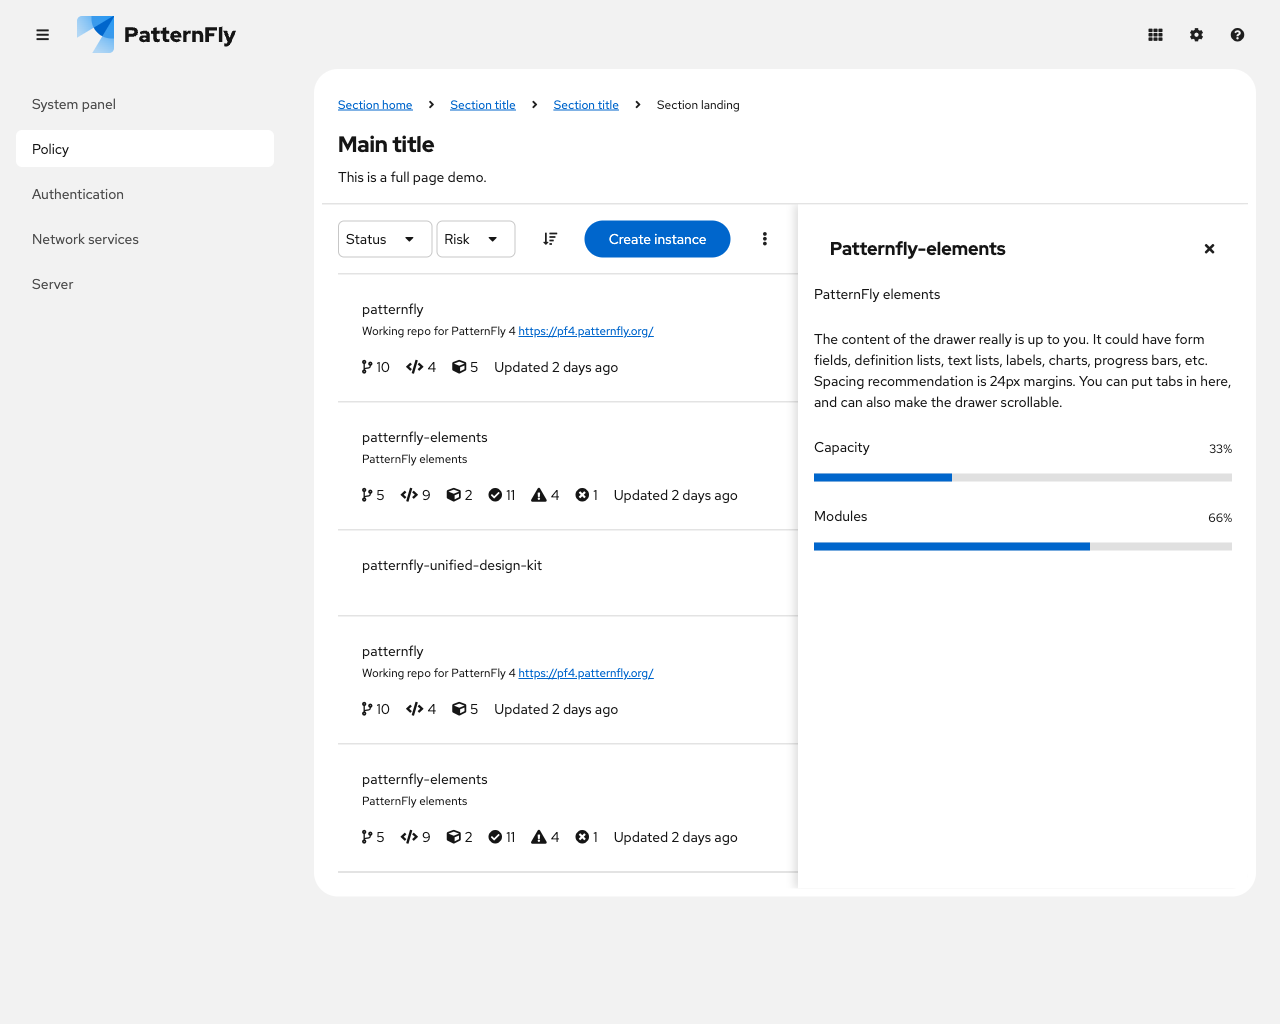 PatternFly
System panel
Policy
Authentication
Network services
Server
Section home
Section title
Section title
Section landing
Main title
This is a full page demo.
Status
Risk
Create instance
patternfly
Working repo for PatternFly 4 https://pf4.patternfly.org/
10 4 5 Updated 2 days ago
patternfly-elements
PatternFly elements
5 9 2 11 4 1 Updated 2 days ago
patternfly-unified-design-kit
patternfly
Working repo for PatternFly 4 https://pf4.patternfly.org/
10 4 5 Updated 2 days ago
patternfly-elements
PatternFly elements
5 9 2 11 4 1 Updated 2 days ago
Patternfly-elements
PatternFly elements
The content of the drawer really is up to you. It could have form
fields, definition lists, text lists, labels, charts, progress bars, etc.
Spacing recommendation is 24px margins. You can put tabs in here,
and can also make the drawer scrollable.
Capacity 33%
Modules 66%